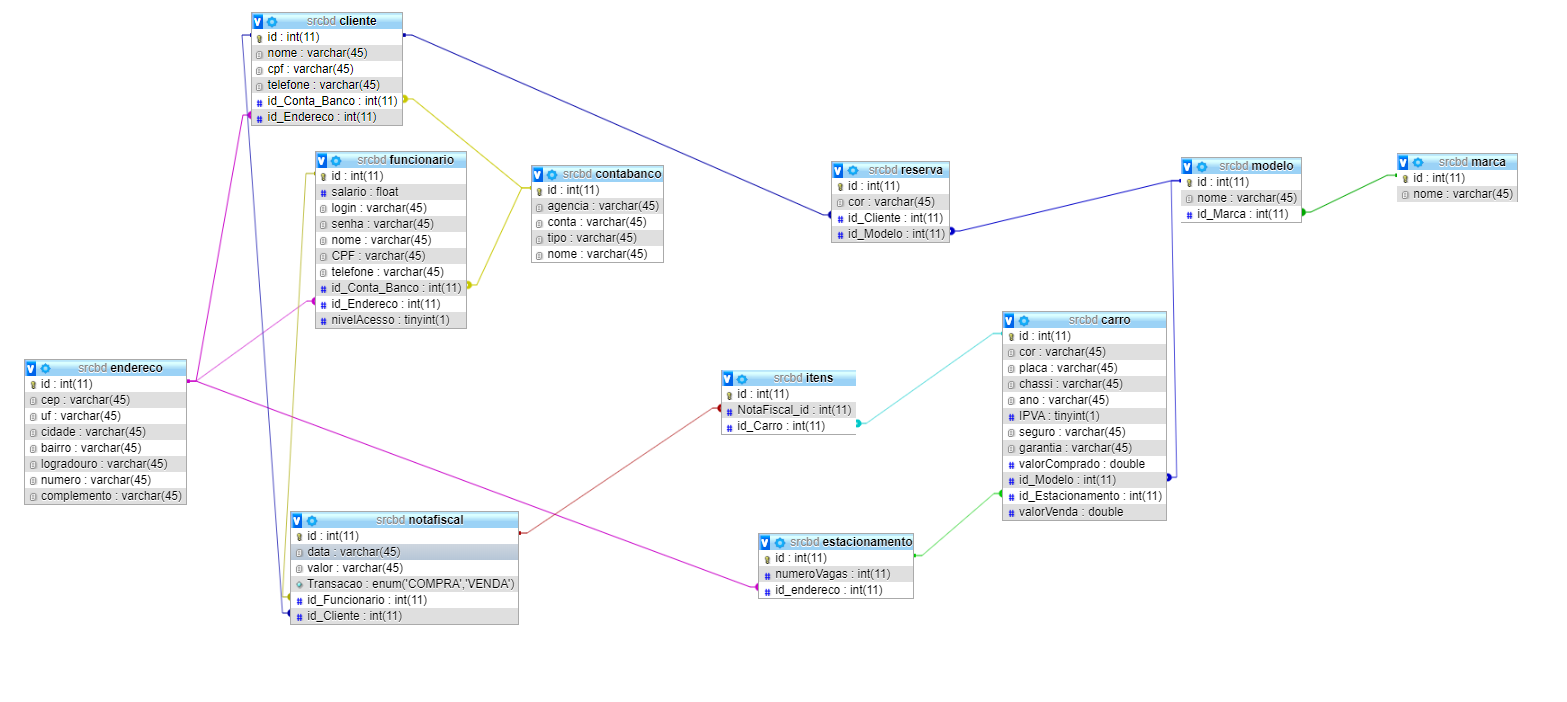 srcbd cliente
id : int(11)
nome : varchar(45)
cpf : varchar(45)
telefone : varchar(45)
id_Conta_Banco : int(11)
id_Endereco : int(11)
srcbd funcionario
id : int(11)
salario : float
login : varchar(45)
senha : varchar(45)
nome : varchar(45)
CPF : varchar(45)
telefone : varchar(45)
id_Conta_Banco : int(11)
id_Endereco : int(11)
nivelAcesso : tinyint(1)
srcbd contabanco
id : int(11)
agencia : varchar(45)
conta : varchar(45)
tipo : varchar(45)
nome : varchar(45)
srcbd reserva
id : int(11)
cor : varchar(45)
id_Cliente : int(11)
id_Modelo : int(11)
srcbd modelo
id : int(11)
nome : varchar(45)
id_Marca : int(11)
srcbd marca
id : int(11)
nome : varchar(45)
srcbd endereco
id : int(11)
cep : varchar(45)
uf : varchar(45)
cidade : varchar(45)
bairro : varchar(45)
logradouro : varchar(45)
numero : varchar(45)
complemento : varchar(45)
srcbd itens
id : int(11)
NotaFiscal_id : int(11)
id_Carro : int(11)
srcbd carro
id : int(11)
cor : varchar(45)
placa : varchar(45)
chassi : varchar(45)
ano : varchar(45)
IPVA : tinyint(1)
seguro : varchar(45)
garantia : varchar(45)
valorComprado : double
id_Modelo : int(11)
id_Estacionamento : int(11)
valorVenda : double
srcbd notafiscal
id : int(11)
data : varchar(45)
valor : varchar(45)
Transacao : enum('COMPRA','VENDA')
id_Funcionario : int(11)
id_Cliente : int(11)
srcbd estacionamento
id : int(11)
numeroVagas : int(11)
id_endereco : int(11)